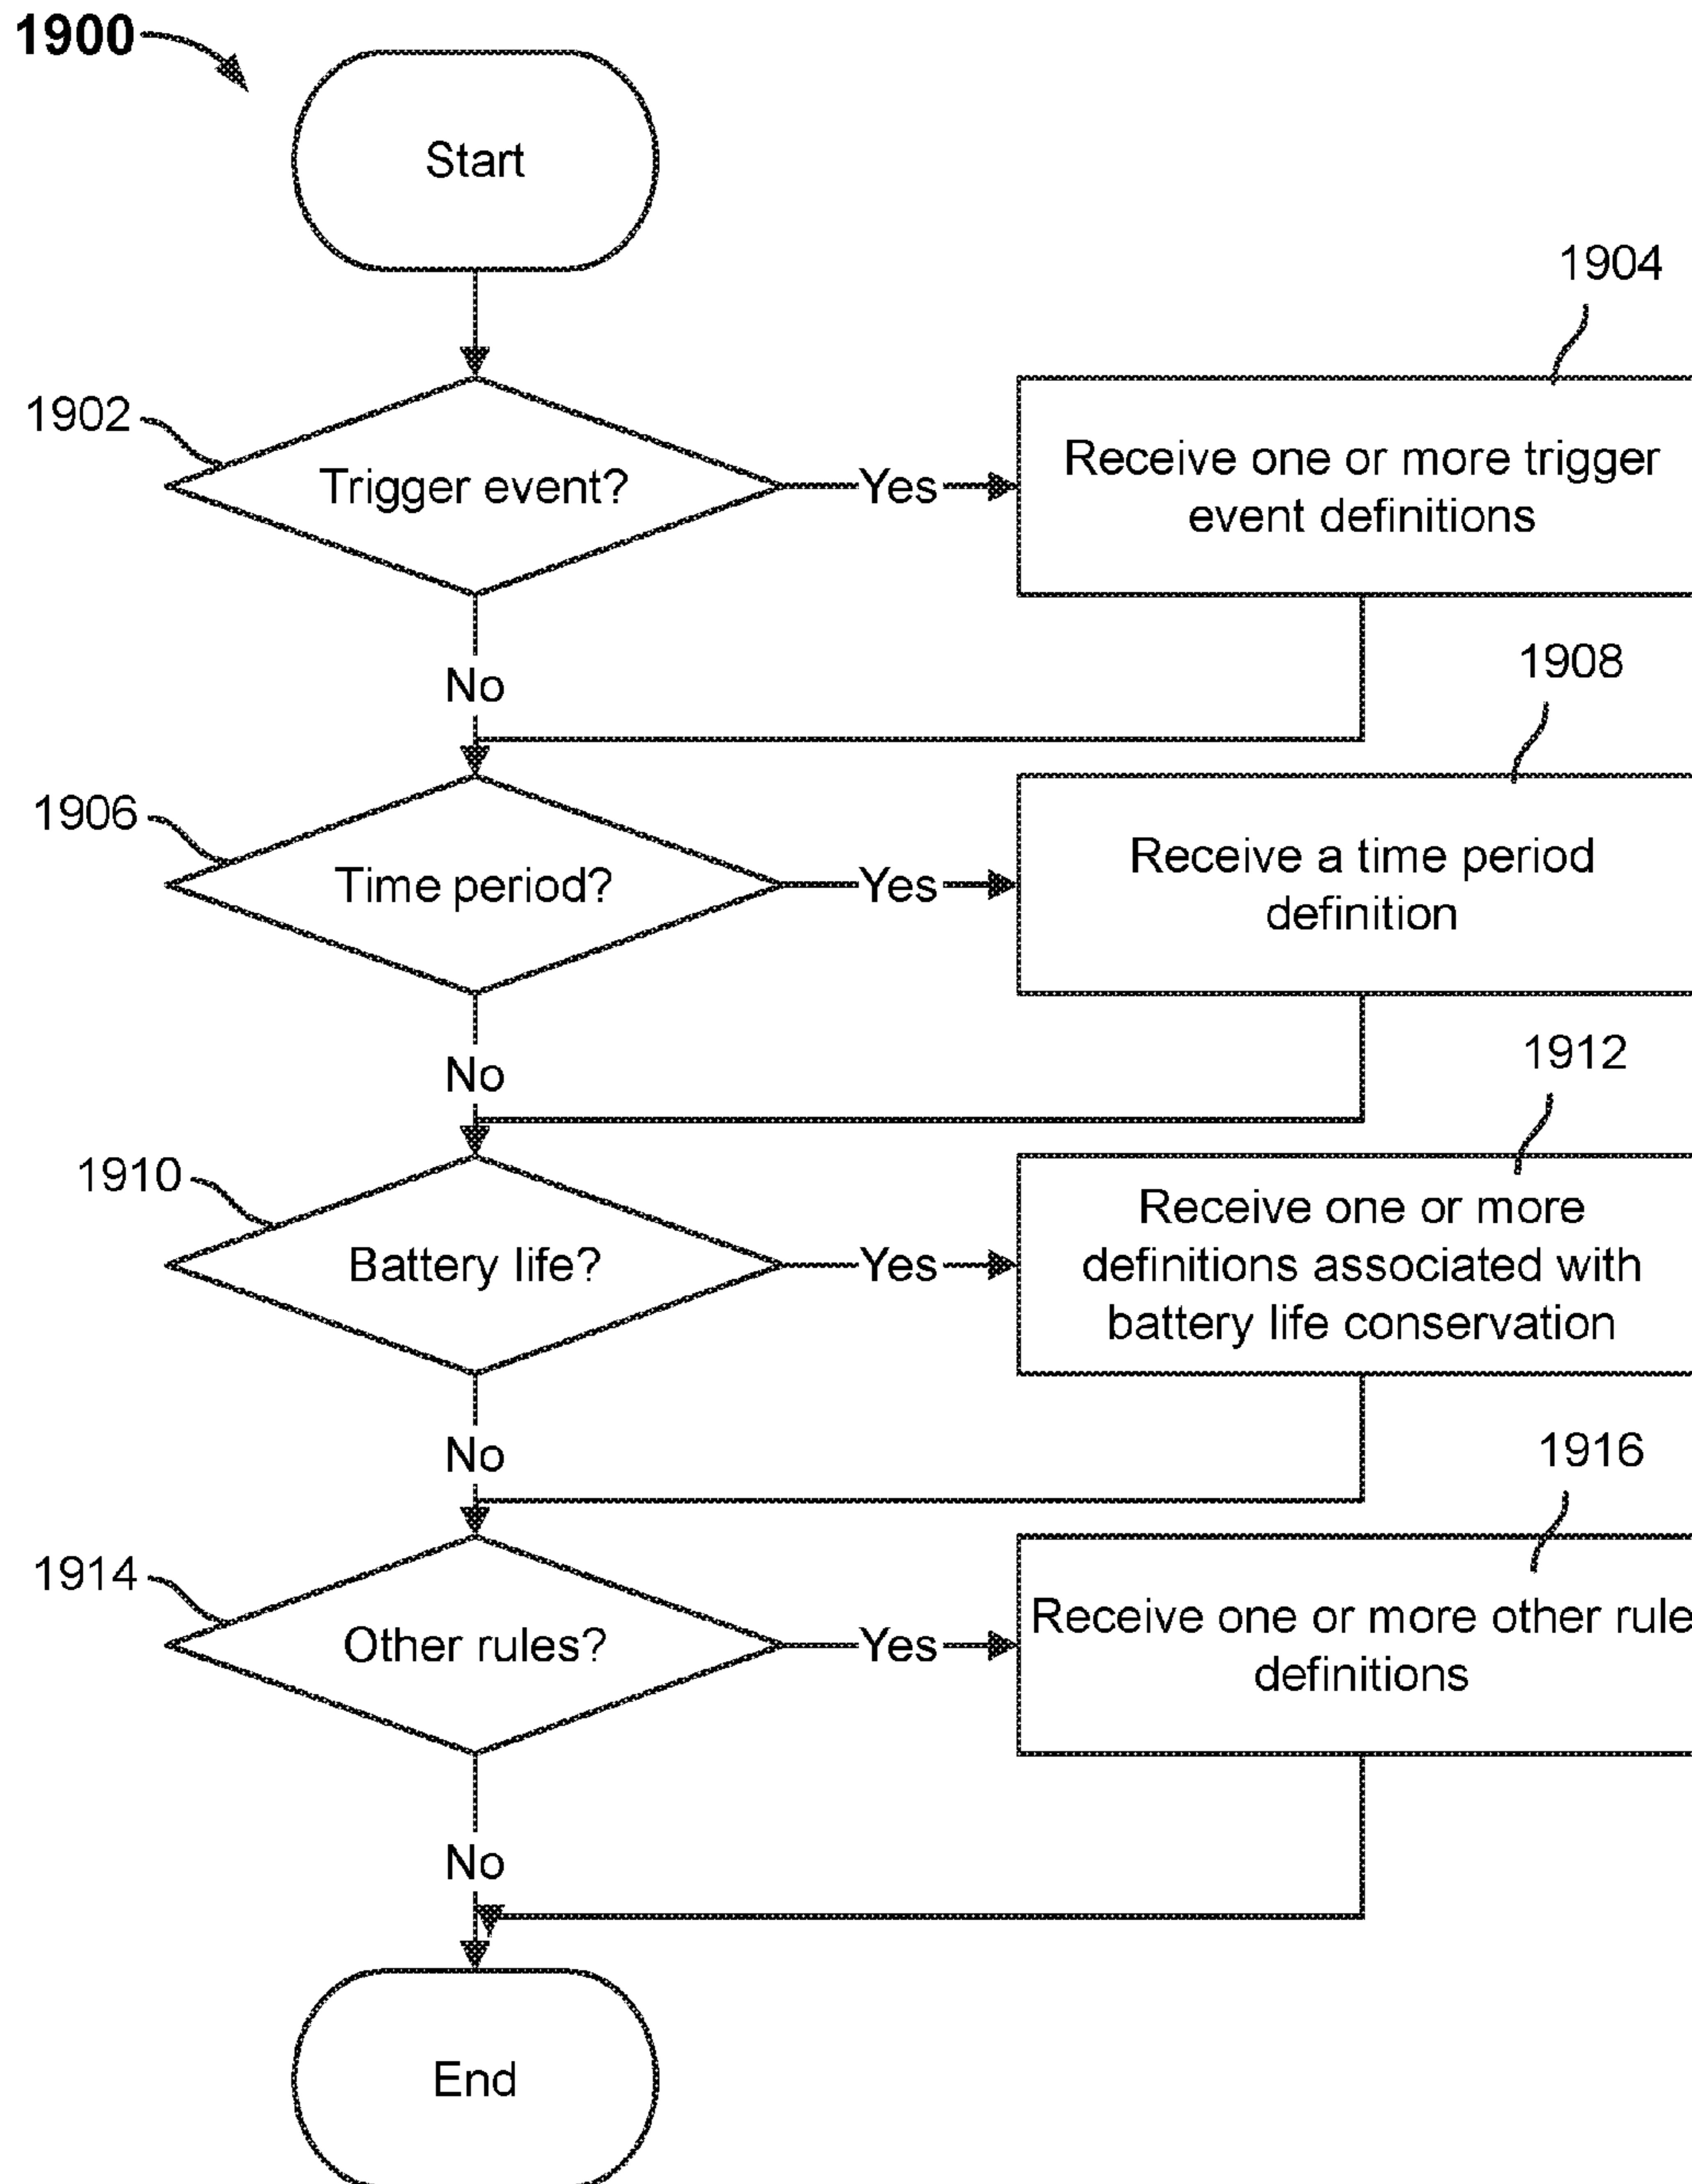 1900
Start
1904
1902
Trigger event?
Yes
Receive one or more trigger
event definitions
No
1908
1906
Time period?
Yes
Receive a time period
definition
No
1912
1910
Battery life?
Yes
Receive one or more
definitions associated with
battery life conservation
No
1916
1914
Other rules?
Yes
Receive one or more other rule
definitions
No
End